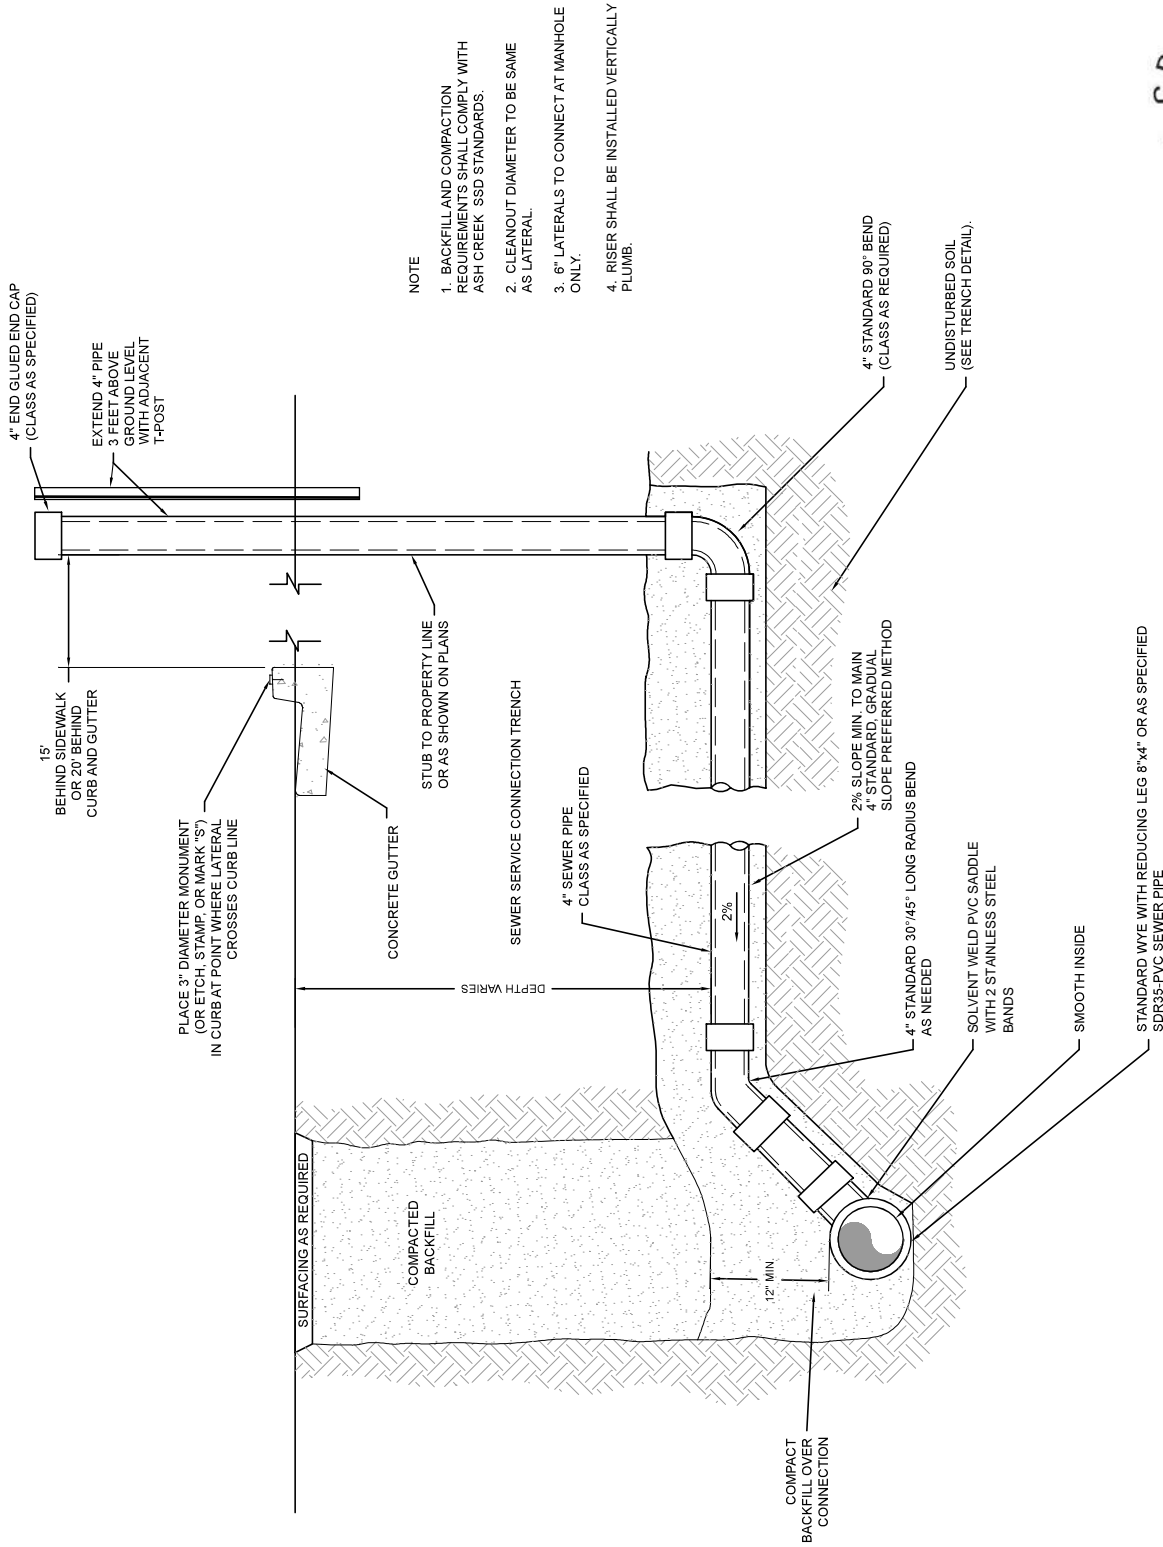 4" END GLUED END CAP
(CLASS AS SPECIFIED)
EXTEND 4" PIPE
3 FEET ABOVE
GROUND LEVEL
WITH ADJACENT
T-POST
15'
BEHIND SIDEWALK
OR 20' BEHIND
CURB AND GUTTER
PLACE 3" DIAMETER MONUMENT
(OR ETCH, STAMP, OR MARK "S")
IN CURB AT POINT WHERE LATERAL
CROSSES CURB LINE
SURFACING AS REQUIRED
CONCRETE GUTTER
STUB TO PROPERTY LINE
OR AS SHOWN ON PLANS
COMPACTED
BACKFILL
DEPTH VARIES
SEWER SERVICE CONNECTION TRENCH
4" SEWER PIPE
CLASS AS SPECIFIED
NOTE
1. BACKFILL AND COMPACTION
REQUIREMENTS SHALL COMPLY WITH
ASH CREEK SSD STANDARDS.
2. CLEANOUT DIAMETER TO BE SAME
AS LATERAL.
3. 6" LATERALS TO CONNECT AT MANHOLE
ONLY.
4. RISER SHALL BE INSTALLED VERTICALLY
PLUMB.
2%
12" MIN.
COMPACT
BACKFILL OVER
CONNECTION
2% SLOPE MIN. TO MAIN
4" STANDARD, GRADUAL
SLOPE PREFERRED METHOD
4" STANDARD 90° BEND
(CLASS AS REQUIRED)
UNDISTURBED SOIL
(SEE TRENCH DETAIL).
4" STANDARD 30°/45° LONG RADIUS BEND
AS NEEDED
SOLVENT WELD PVC SADDLE
WITH 2 STAINLESS STEEL
BANDS
SMOOTH INSIDE
STANDARD WYE WITH REDUCING LEG 8"x4" OR AS SPECIFIED
SDR35-PVC SEWER PIPE